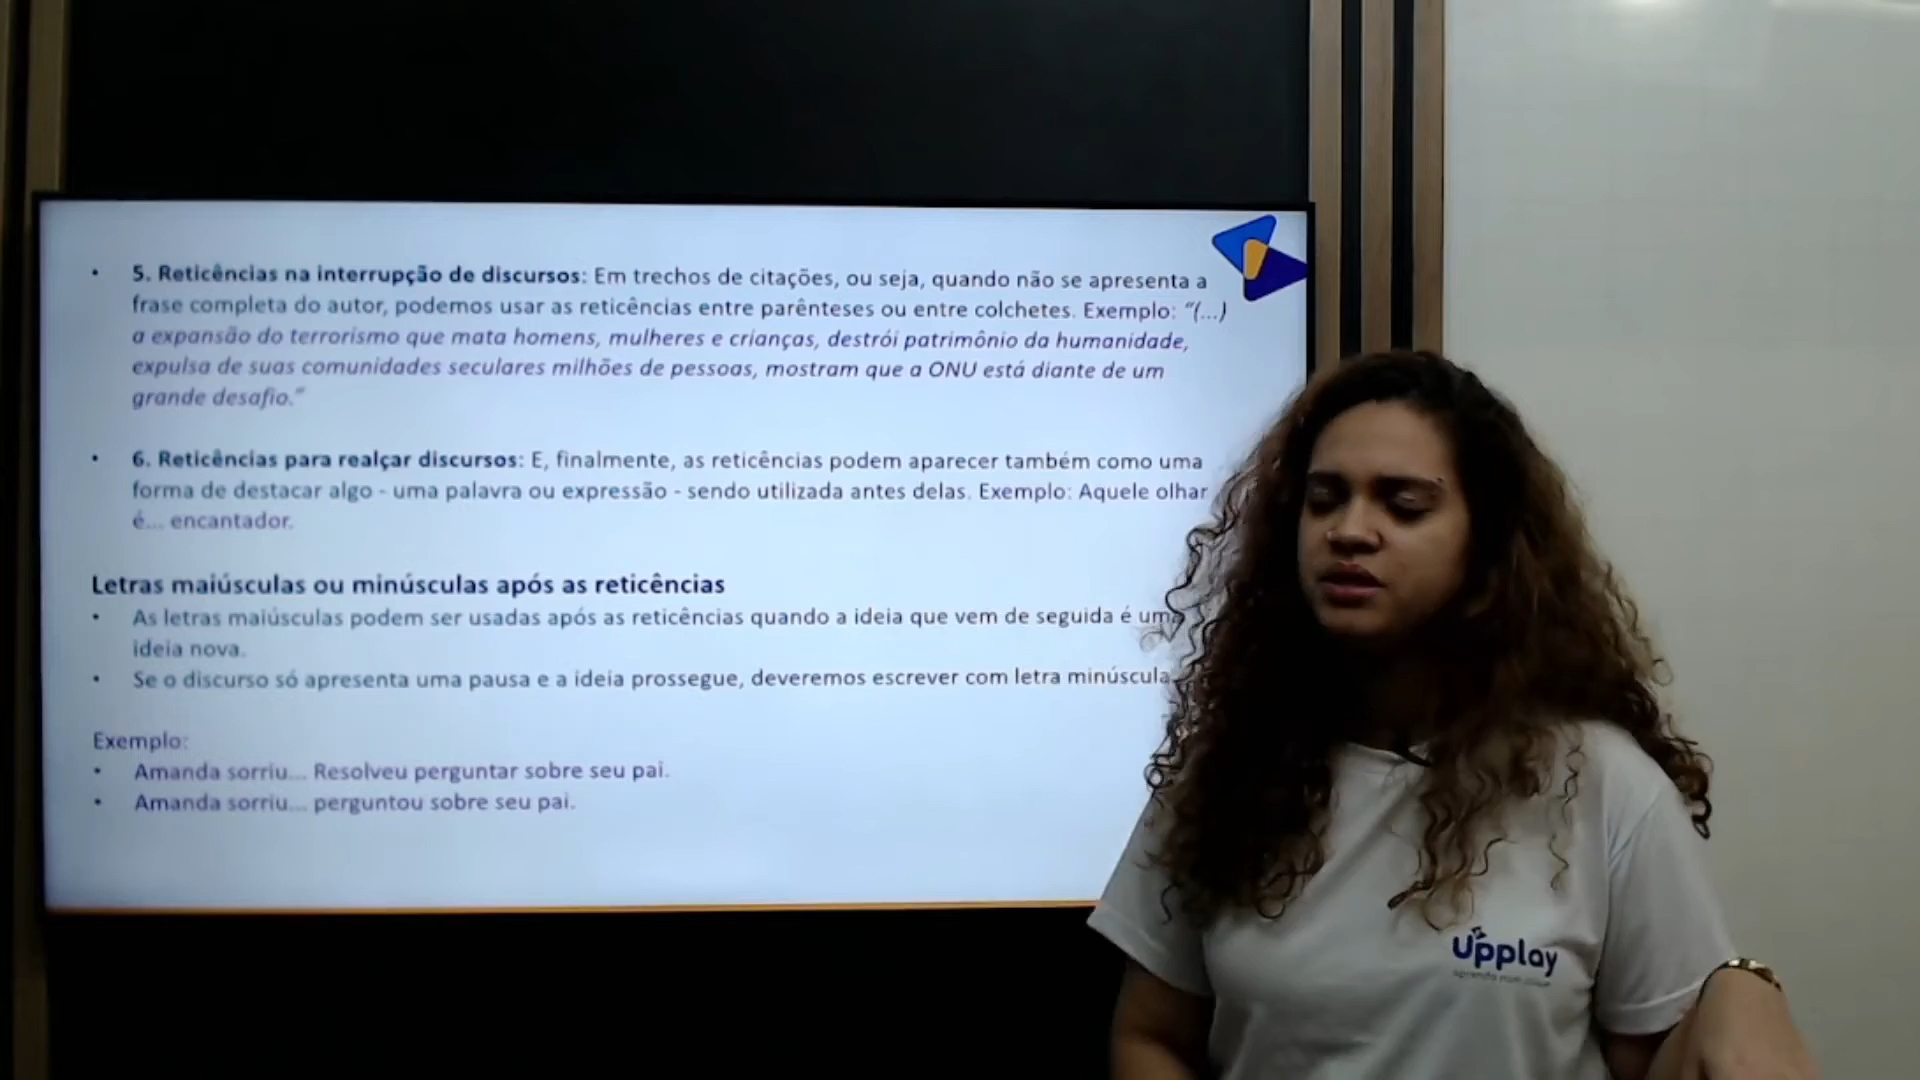 • 5. Reticências na interrupção de discursos: Em trechos de citações, ou seja, quando não se apresenta a
frase completa do autor, podemos usar as reticências entre parênteses ou entre colchetes. Exemplo: “(...)
a expansão do terrorismo que mata homens, mulheres e crianças, destrói patrimônio da humanidade,
expulsa de suas comunidades seculares milhões de pessoas, mostram que a ONU está diante de um
grande desafio.”
• 6. Reticências para realçar discursos: E, finalmente, as reticências podem aparecer também como uma
forma de destacar algo - uma palavra ou expressão - sendo utilizada antes delas. Exemplo: Aquele olhar
é... encantador.
Letras maiúsculas ou minúsculas após as reticências
• As letras maiúsculas podem ser usadas após as reticências quando a ideia que vem de seguida é uma
ideia nova.
• Se o discurso só apresenta uma pausa e a ideia prossegue, deveremos escrever com letra minúscula.
Exemplo:
• Amanda sorriu... Resolveu perguntar sobre seu pai.
• Amanda sorriu... perguntou sobre seu pai.
Upplay